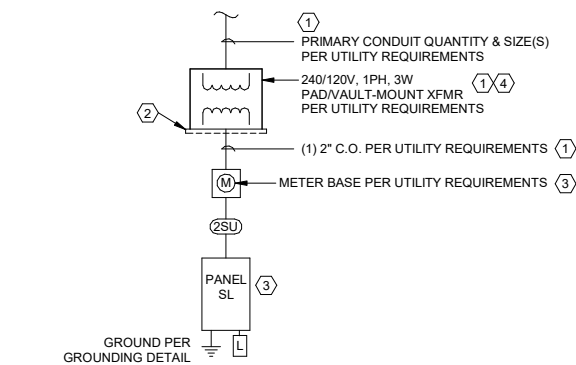 1
PRIMARY CONDUIT QUANTITY & SIZE(S)
PER UTILITY REQUIREMENTS
240/120V, 1PH, 3W
PAD/VAULT-MOUNT XFMR
PER UTILITY REQUIREMENTS
1 4
2
(1) 2" C.O. PER UTILITY REQUIREMENTS 1
M
METER BASE PER UTILITY REQUIREMENTS 3
2SU
PANEL
SL
3
GROUND PER
GROUNDING DETAIL
L